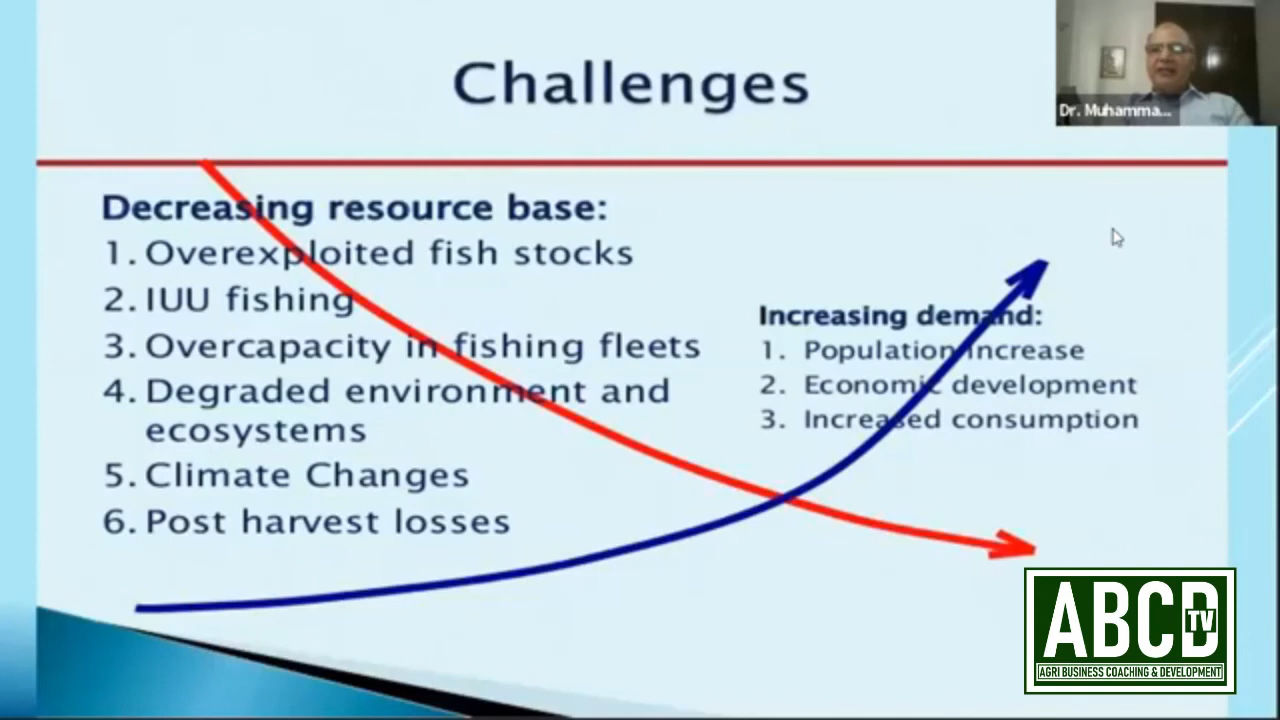 Challenges
Dr. Muhamma...
Decreasing resource base:
1. Overexploited fish stocks
2. IUU fishing
3. Overcapacity in fishing fleets
4. Degraded environment and
ecosystems
5. Climate Changes
6. Post harvest losses
Increasing demand:
1. Population increase
2. Economic development
3. Increased consumption
ABCD TV
AGRI BUSINESS COACHING & DEVELOPMENT